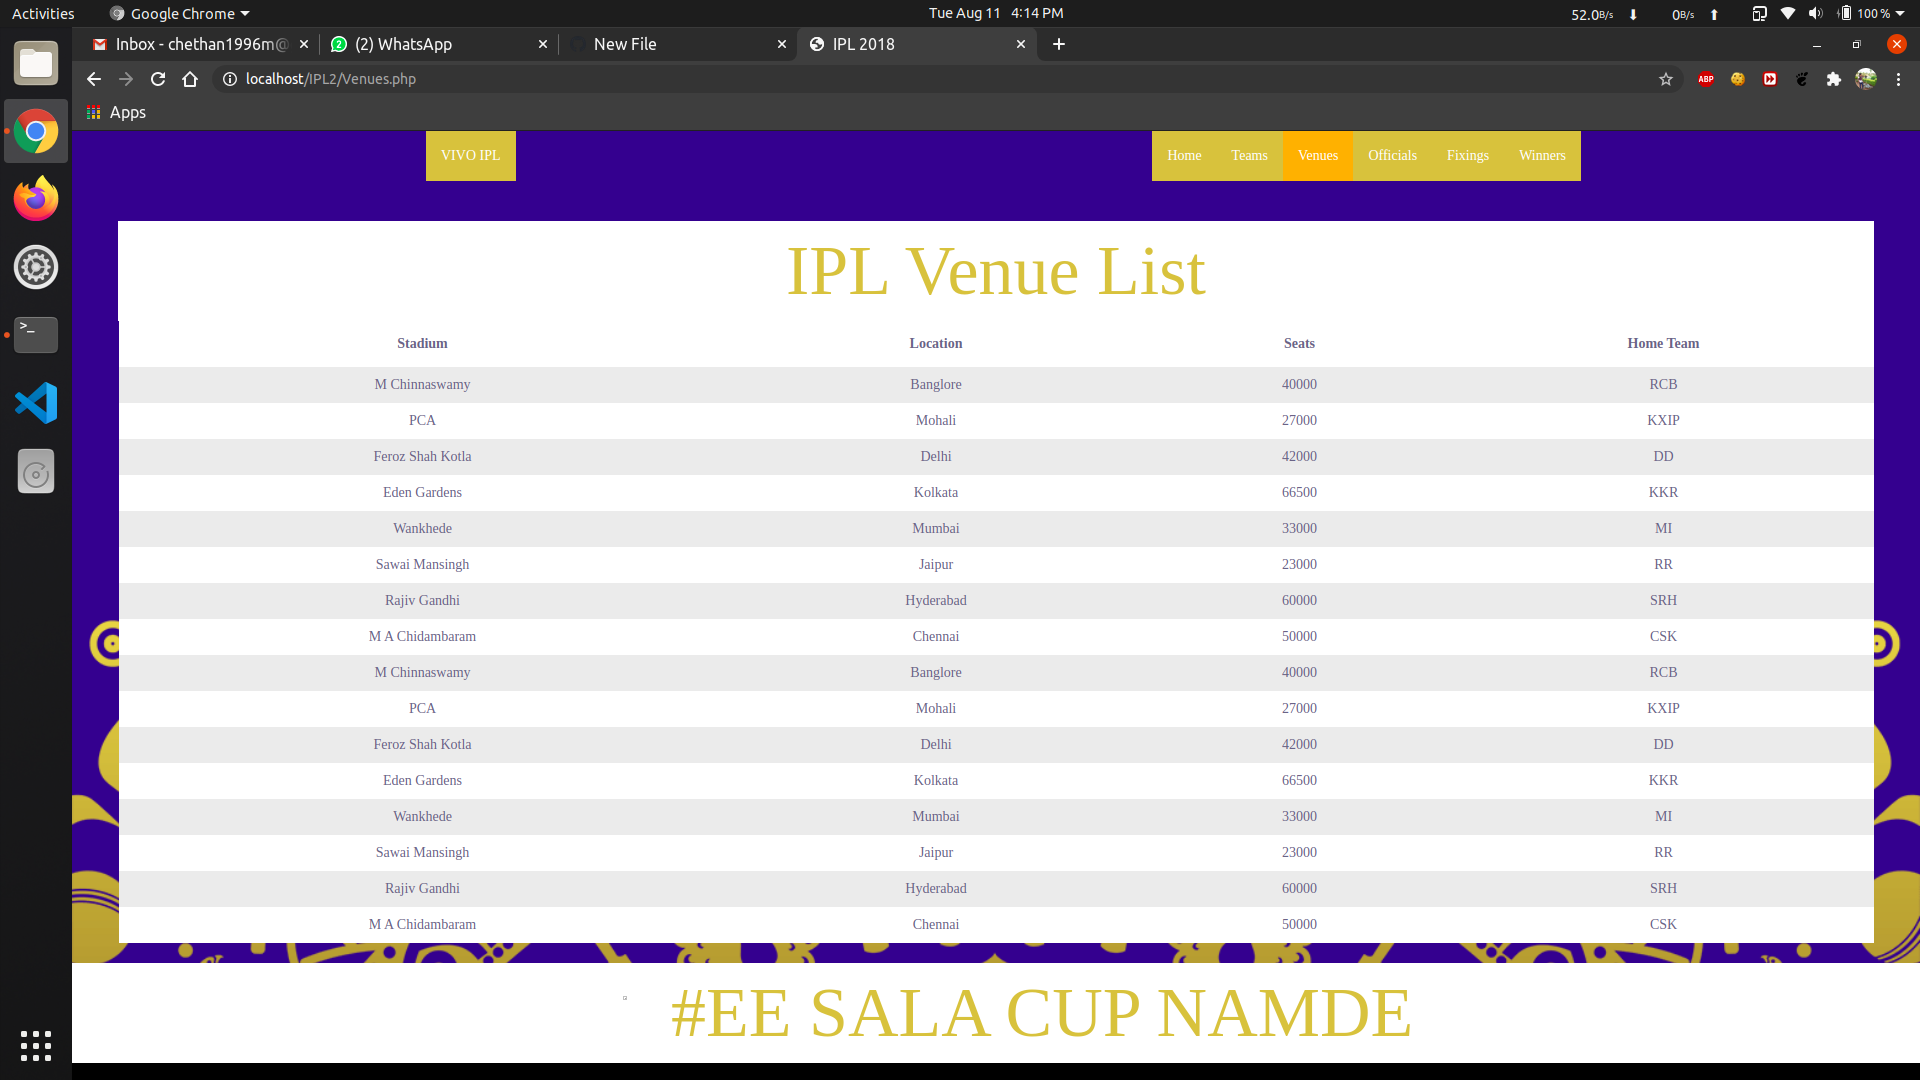 Activities Google Chrome Tue Aug 11 4:14 PM 52.0B/s 0B/s 100 %
Inbox - chethan1996m@ (2) WhatsApp New File IPL 2018
localhost/IPL2/Venues.php ABP
Apps
VIVO IPL Home Teams Venues Officials Fixings Winners
IPL Venue List
Stadium Location Seats Home Team
M Chinnaswamy Banglore 40000 RCB
PCA Mohali 27000 KXIP
Feroz Shah Kotla Delhi 42000 DD
Eden Gardens Kolkata 66500 KKR
Wankhede Mumbai 33000 MI
Sawai Mansingh Jaipur 23000 RR
Rajiv Gandhi Hyderabad 60000 SRH
M A Chidambaram Chennai 50000 CSK
M Chinnaswamy Banglore 40000 RCB
PCA Mohali 27000 KXIP
Feroz Shah Kotla Delhi 42000 DD
Eden Gardens Kolkata 66500 KKR
Wankhede Mumbai 33000 MI
Sawai Mansingh Jaipur 23000 RR
Rajiv Gandhi Hyderabad 60000 SRH
M A Chidambaram Chennai 50000 CSK
#EE SALA CUP NAMDE